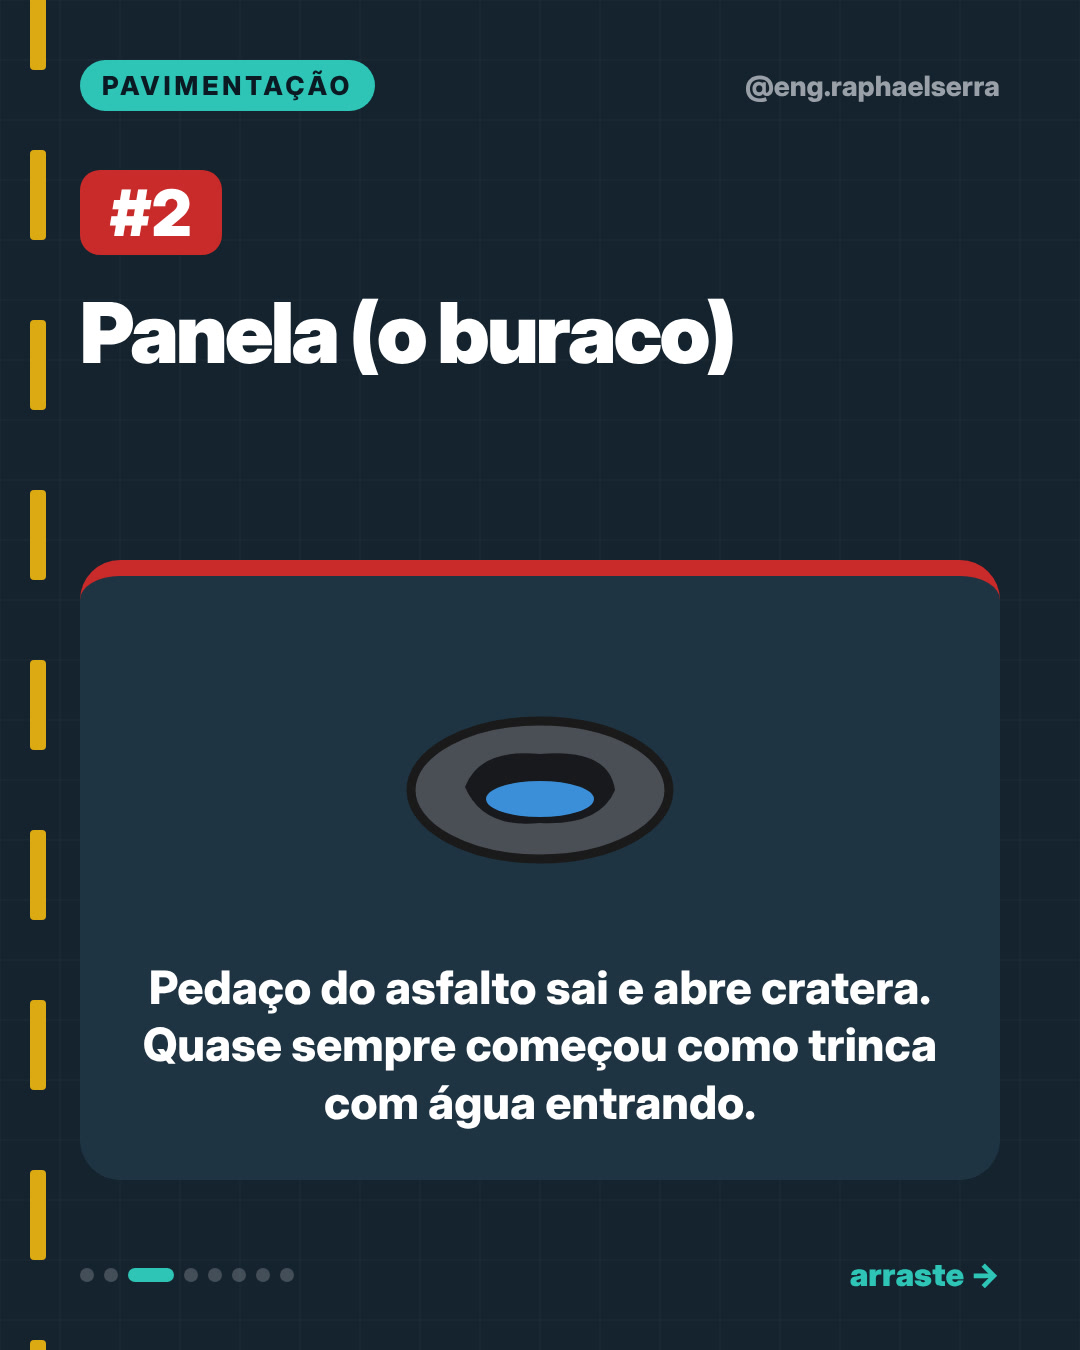 PAVIMENTAÇÃO
@eng.raphaelserra
#2
Panela (o buraco)
Pedaço do asfalto sai e abre cratera.
Quase sempre começou como trinca
com água entrando.
arraste →